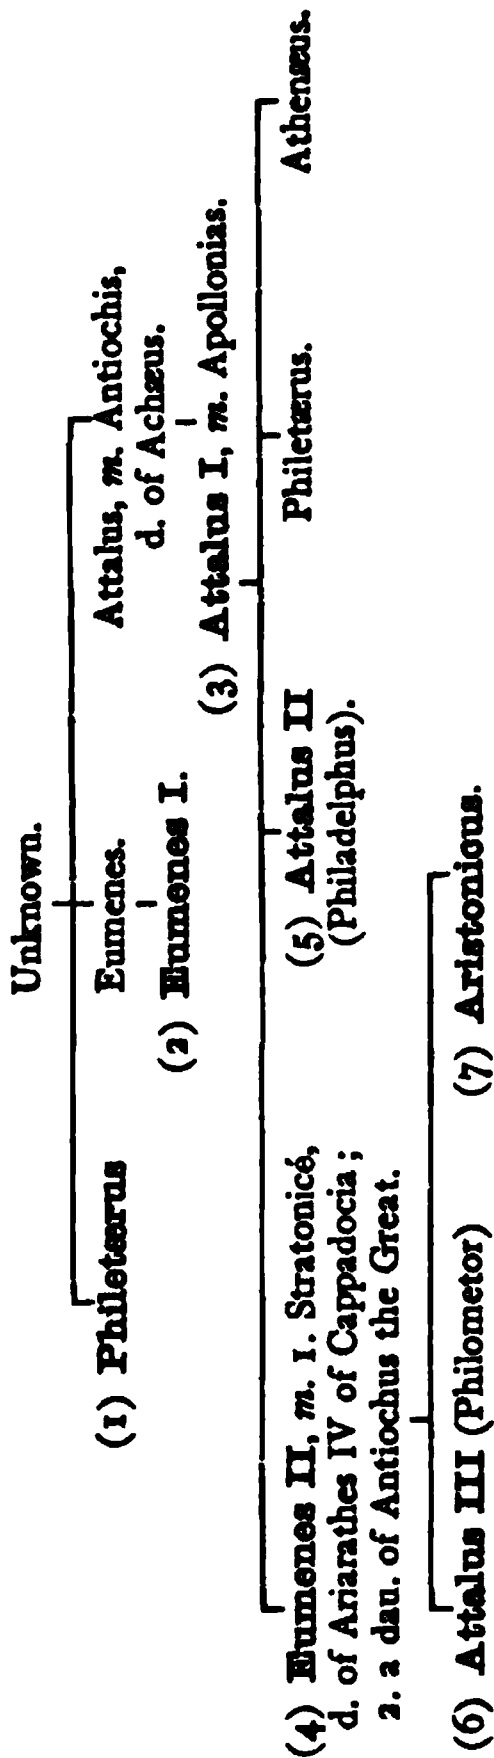 Unknown.
(1) Philetærus
Eumenes.
Attalus, m. Antiochis,
d. of Achæus.
(2) Eumenes I.
(3) Attalus I, m. Apollonias.
(4) Eumenes II, m. 1. Stratonicé,
d. of Ariarathes IV of Cappadocia;
2. a dau. of Antiochus the Great.
(5) Attalus II
(Philadelphus).
Philetærus.
Athenæus.
(6) Attalus III (Philometor)
(7) Aristonicus.